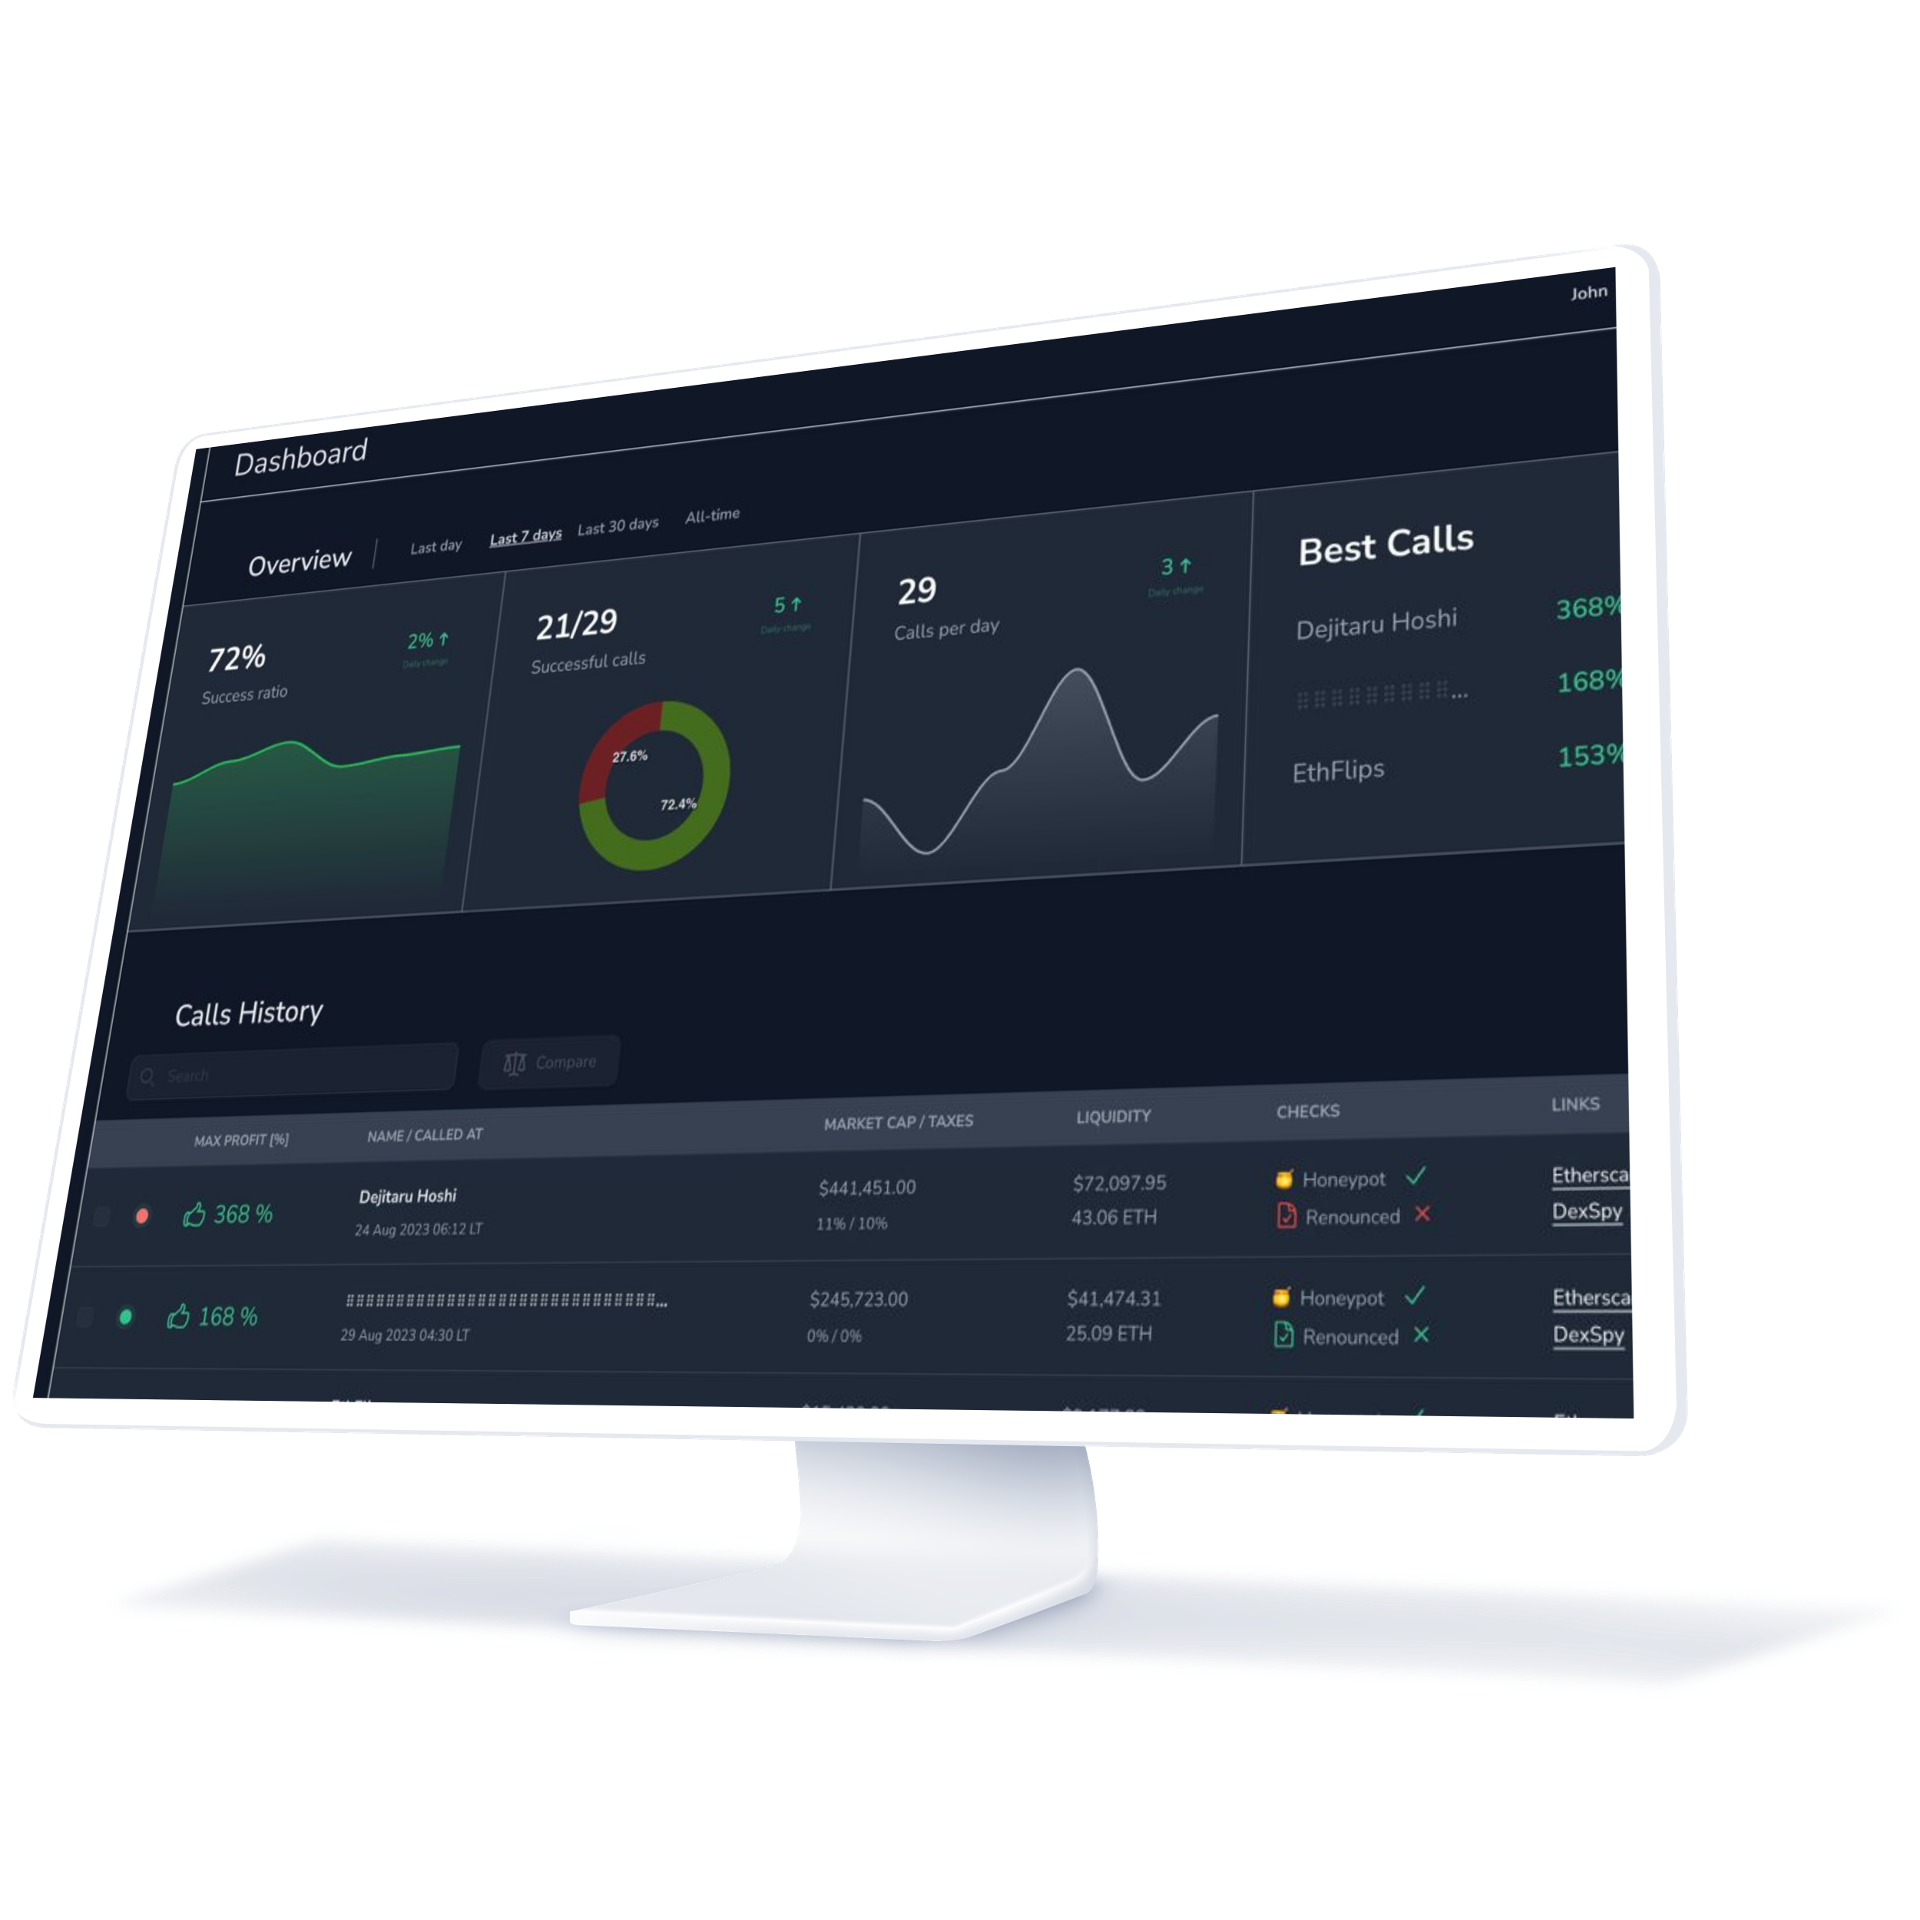 John
Dashboard
Overview
Last day Last 7 days Last 30 days All-time
72%
Success ratio
2% ↑
Daily change
21/29
Successful calls
5 ↑
Daily change
27.6%
72.4%
29
Calls per day
3 ↑
Daily change
Best Calls
Dejitaru Hoshi 368%
168%
EthFlips 153%
Calls History
Search
Compare
MAX PROFIT [%] NAME / CALLED AT MARKET CAP / TAXES LIQUIDITY CHECKS LINKS
368 % Dejitaru Hoshi $441,451.00 $72,097.95 Honeypot Ethersca
24 Aug 2023 06:12 LT 11% / 10% 43.06 ETH Renounced DexSpy
168 % $245,723.00 $41,474.31 Honeypot Ethersca
29 Aug 2023 04:30 LT 0% / 0% 25.09 ETH Renounced DexSpy